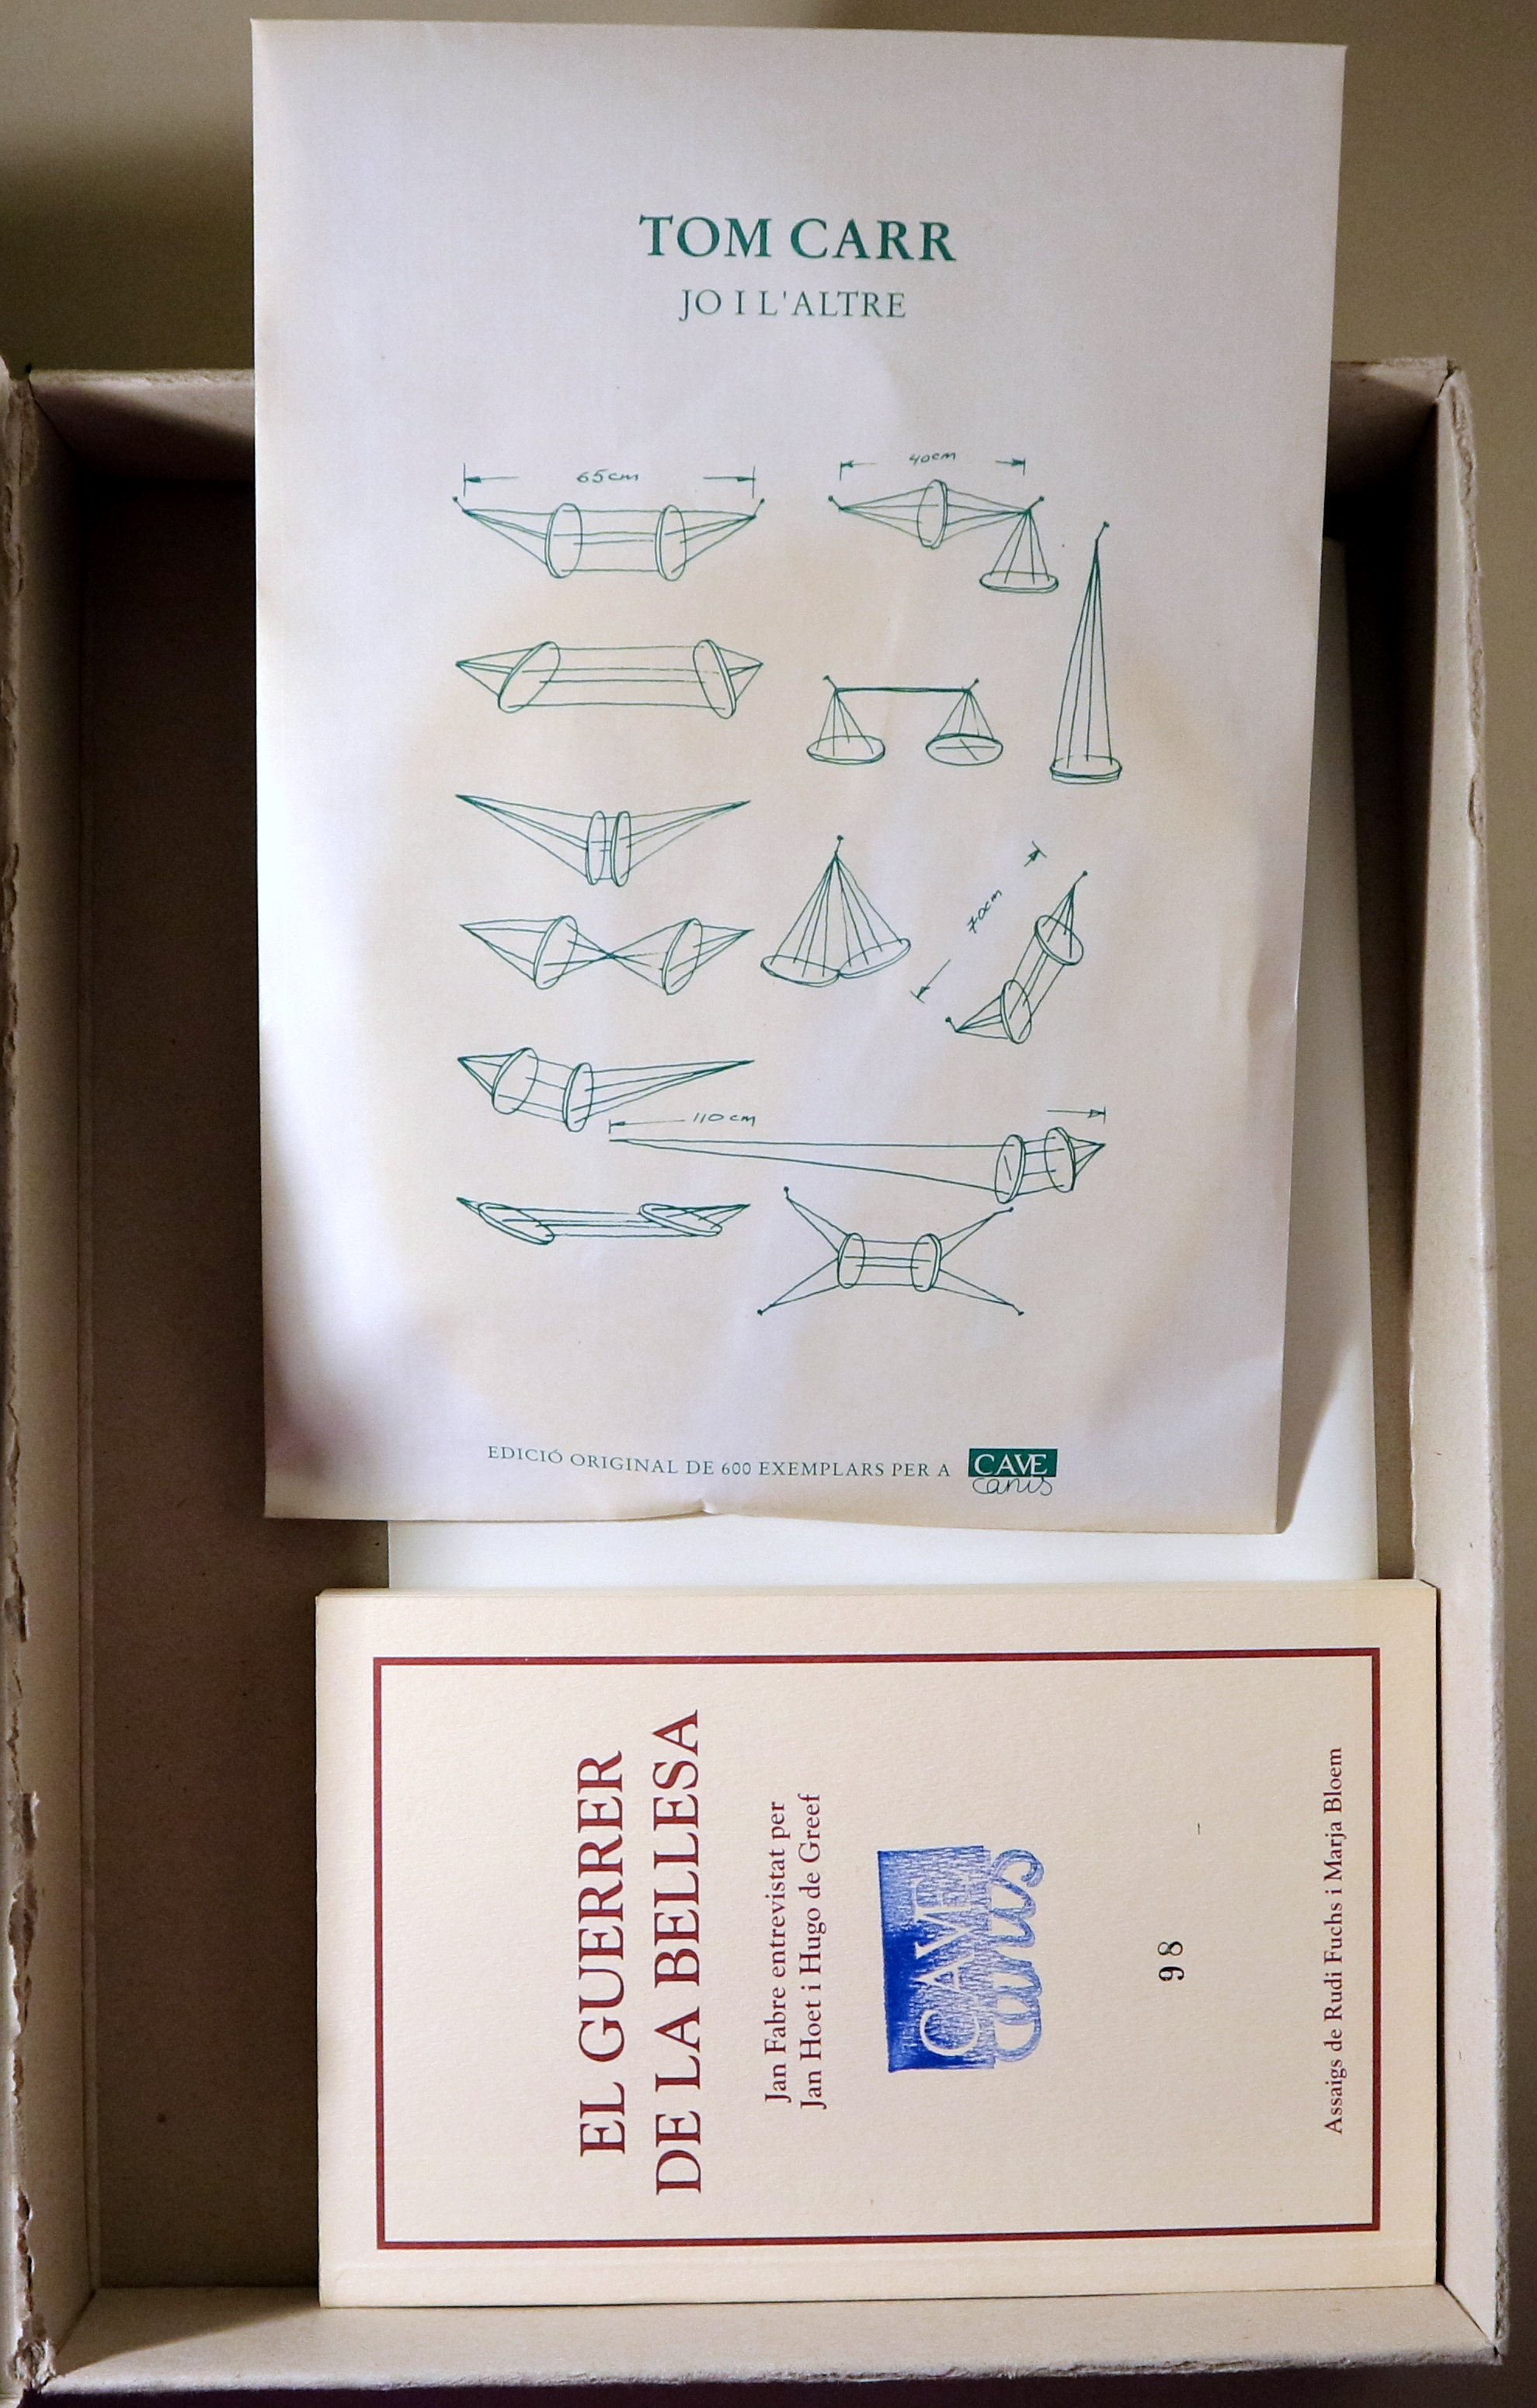 TOM CARR
JO I L'ALTRE
65cm
40cm
70cm
110 cm
EDICIÓ ORIGINAL DE 600 EXEMPLARS PER A CAVE
canis
EL GUERRER
DE LA BELLESA
Jan Fabre entrevistat per
Jan Hoet i Hugo de Greef
CAVE
canis
98
Assaigs de Rudi Fuchs i Marja Bloem